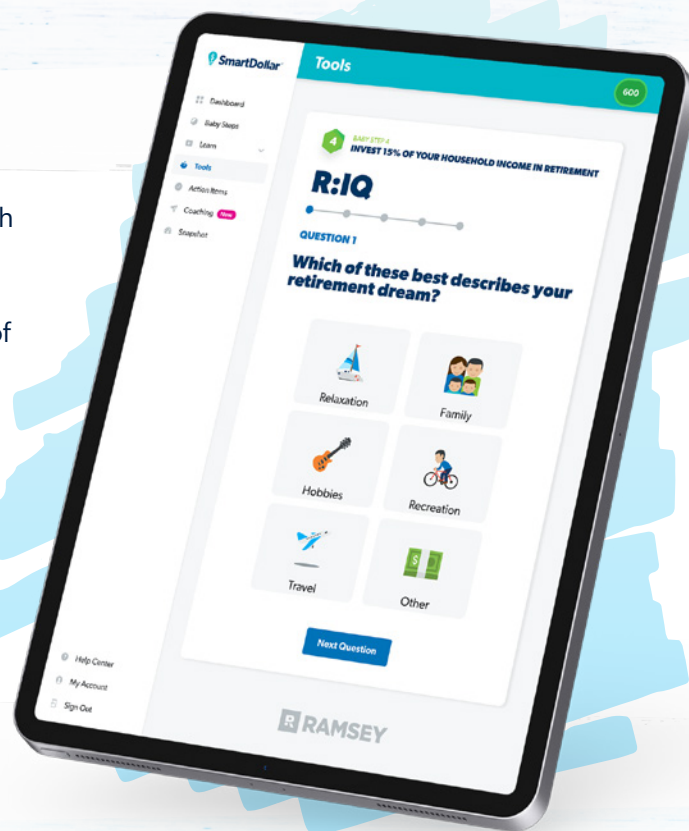 h
of
SmartDollar
Dashboard
Baby Steps
Learn
Tools
Action Items
Coaching New
Snapshot
Help Center
My Account
Sign Out
Tools
600
4
BABY STEP 4
INVEST 15% OF YOUR HOUSEHOLD INCOME IN RETIREMENT
R:IQ
QUESTION 1
Which of these best describes your
retirement dream?
Relaxation
Family
Hobbies
Recreation
Travel
Other
Next Question
R RAMSEY